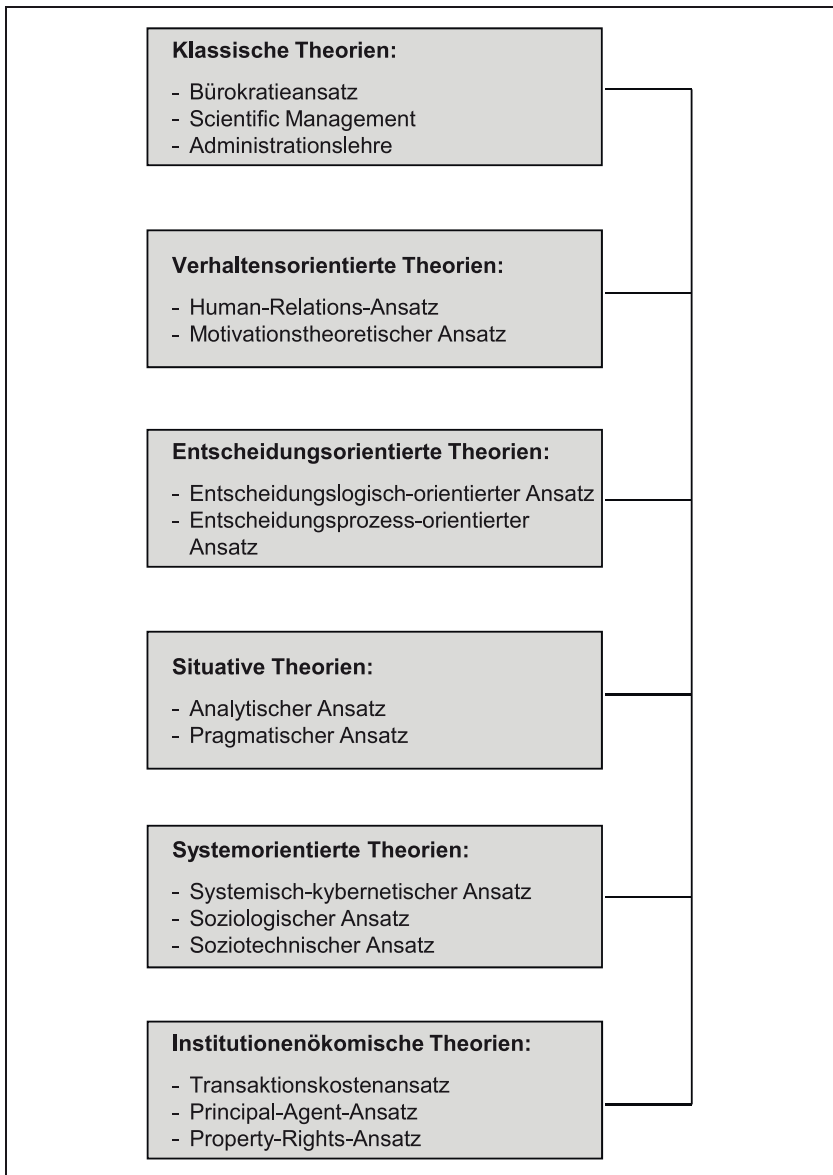 Klassische Theorien:
- Bürokratieansatz
- Scientific Management
- Administrationslehre
Verhaltensorientierte Theorien:
- Human-Relations-Ansatz
- Motivationstheoretischer Ansatz
Entscheidungsorientierte Theorien:
- Entscheidungslogisch-orientierter Ansatz
- Entscheidungsprozess-orientierter
Ansatz
Situative Theorien:
- Analytischer Ansatz
- Pragmatischer Ansatz
Systemorientierte Theorien:
- Systemisch-kybernetischer Ansatz
- Soziologischer Ansatz
- Soziotechnischer Ansatz
Institutionenökomische Theorien:
- Transaktionskostenansatz
- Principal-Agent-Ansatz
- Property-Rights-Ansatz